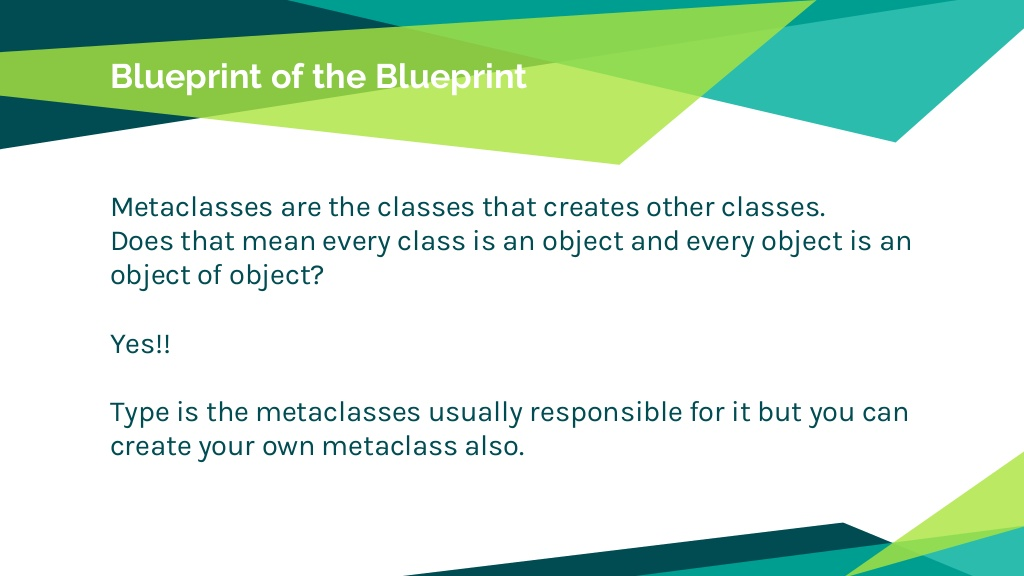 Blueprint of the Blueprint
Metaclasses are the classes that creates other classes.
Does that mean every class is an object and every object is an
object of object?
Yes!!
Type is the metaclasses usually responsible for it but you can
create your own metaclass also.